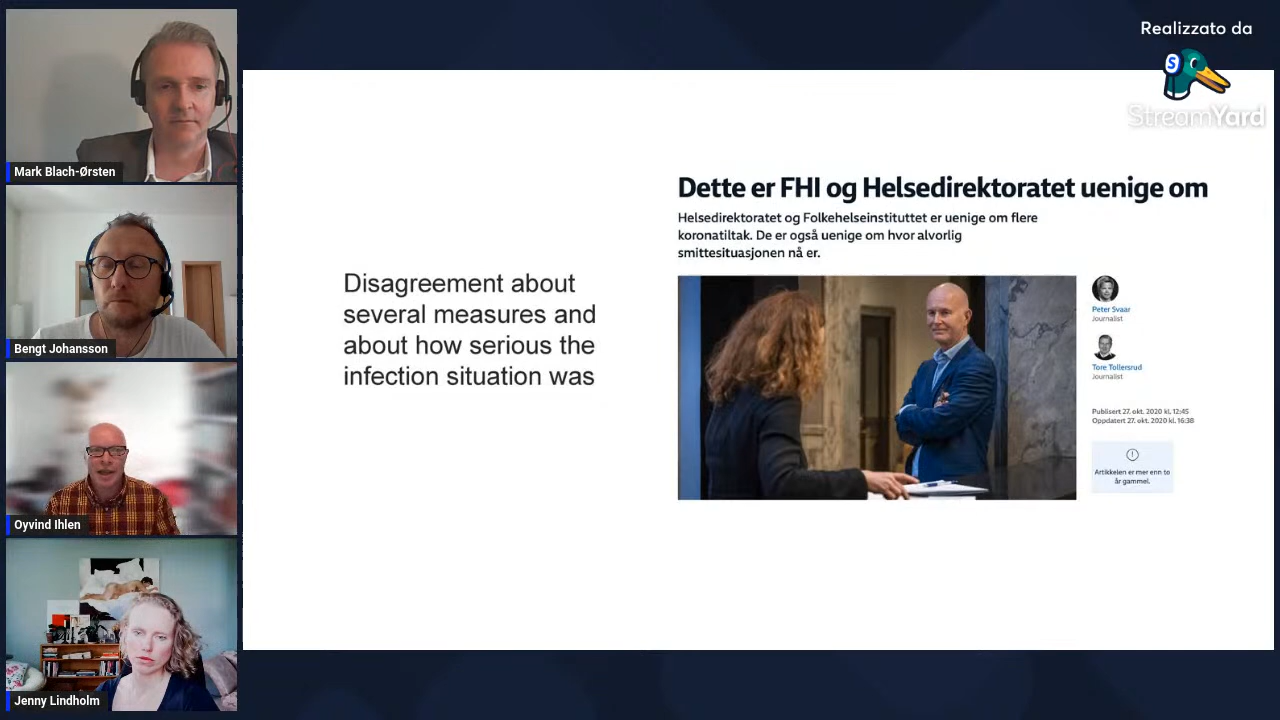 Realizzato da
S
StreamYard
Mark Blach-Ørsten
Bengt Johansson
Oyvind Ihlen
Jenny Lindholm
Disagreement about
several measures and
about how serious the
infection situation was
Dette er FHI og Helsedirektoratet uenige om
Helsedirektoratet og Folkehelseinstituttet er uenige om flere
koronatiltak. De er også uenige om hvor alvorlig
smittesituasjonen nå er.
Peter Svaar
Journalist
Tore Tollersrud
Journalist
Publisert 27. okt. 2020 kl. 12:45
Oppdatert 27. okt. 2020 kl. 16:38
Artikkelen er mer enn to
år gammel.